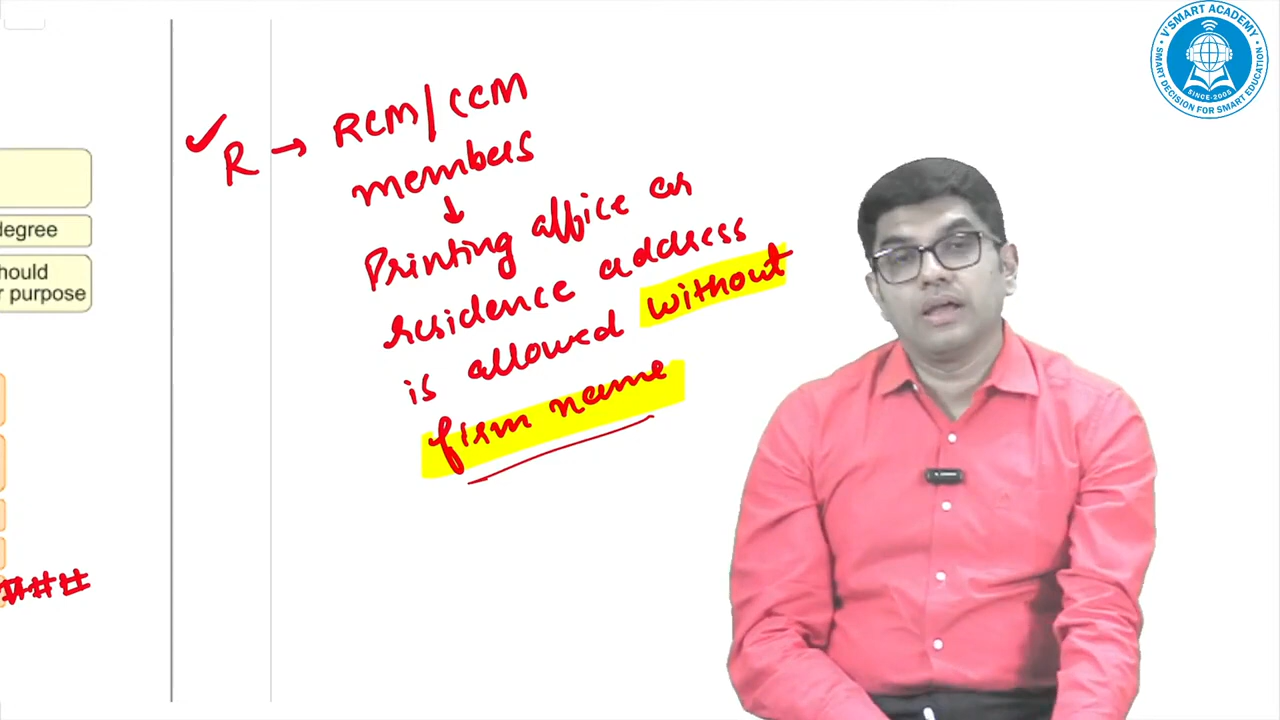 degree
hould
r purpose
###
✓ R → RCM/CCM
members
↓
Printing office or
residence address
is allowed without
firm name
V'SMART ACADEMY
SINCE-2005
SMART DECISION FOR SMART EDUCATION